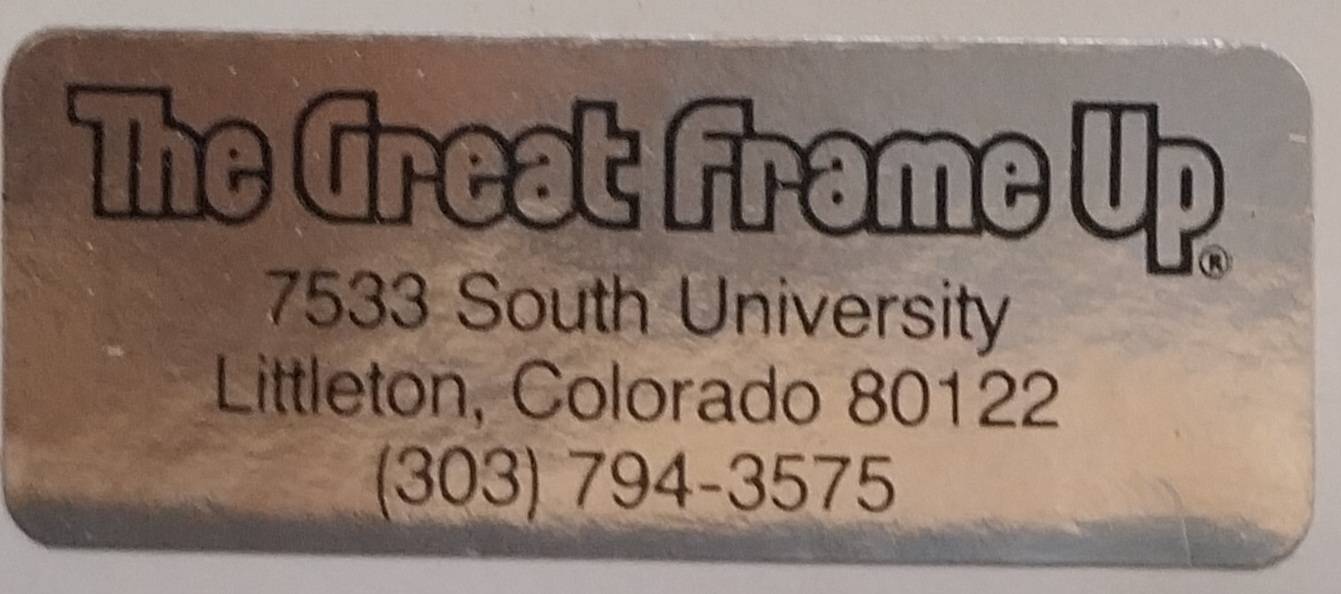 The Great Frame Up®
7533 South University
Littleton, Colorado 80122
(303) 794-3575